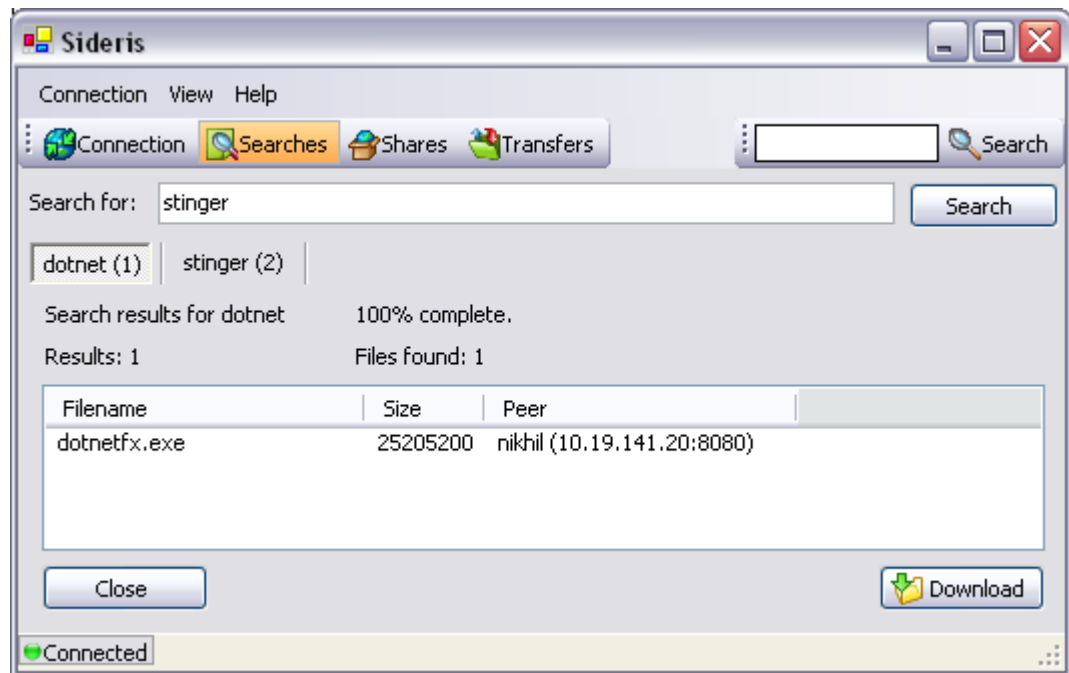 Sideris
Connection View Help
Connection Searches Shares Transfers Search
Search for: stinger Search
dotnet (1) stinger (2)
Search results for dotnet 100% complete.
Results: 1 Files found: 1
Filename Size Peer
dotnetfx.exe 25205200 nikhil (10.19.141.20:8080)
Close Download
Connected